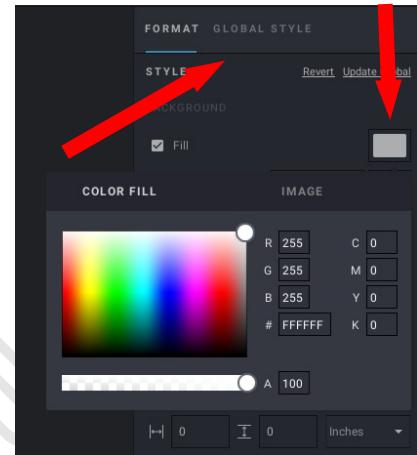 FORMAT GLOBAL STYLE
STYLE Revert Update
BACKGROUND
Fill
COLOR FILL IMAGE
R 255 C 0
G 255 M 0
B 255 Y 0
# FFFFFF K 0
A 100
0 0 Inches